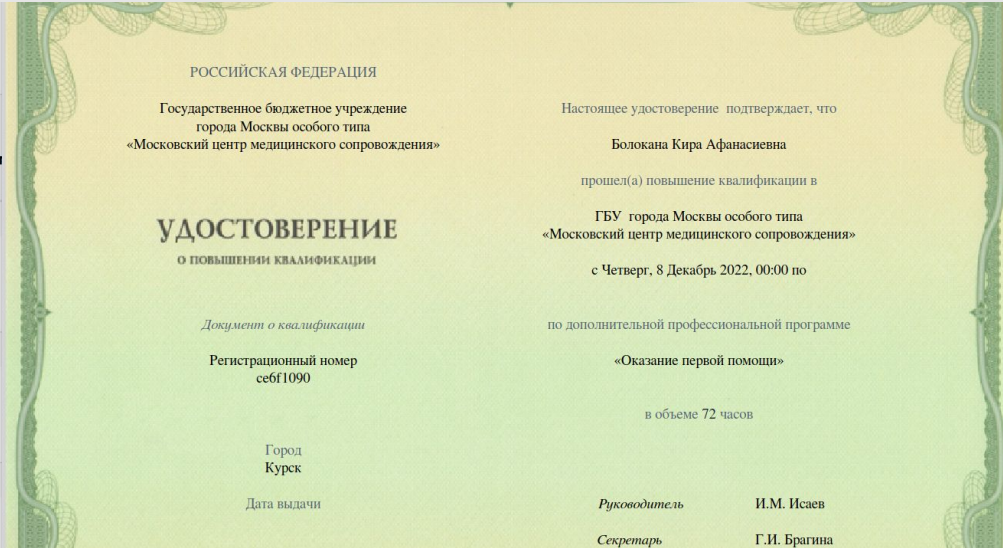 РОССИЙСКАЯ ФЕДЕРАЦИЯ
Государственное бюджетное учреждение
города Москвы особого типа
«Московский центр медицинского сопровождения»
УДОСТОВЕРЕНИЕ
О ПОВЫШЕНИИ КВАЛИФИКАЦИИ
Документ о квалификации
Регистрационный номер
ce6f1090
Город
Курск
Дата выдачи
Настоящее удостоверение подтверждает, что
Болокана Кира Афанасиевна
прошел(а) повышение квалификации в
ГБУ города Москвы особого типа
«Московский центр медицинского сопровождения»
с Четверг, 8 Декабрь 2022, 00:00 по
по дополнительной профессиональной программе
«Оказание первой помощи»
в объеме 72 часов
Руководитель И.М. Исаев
Секретарь Г.И. Брагина